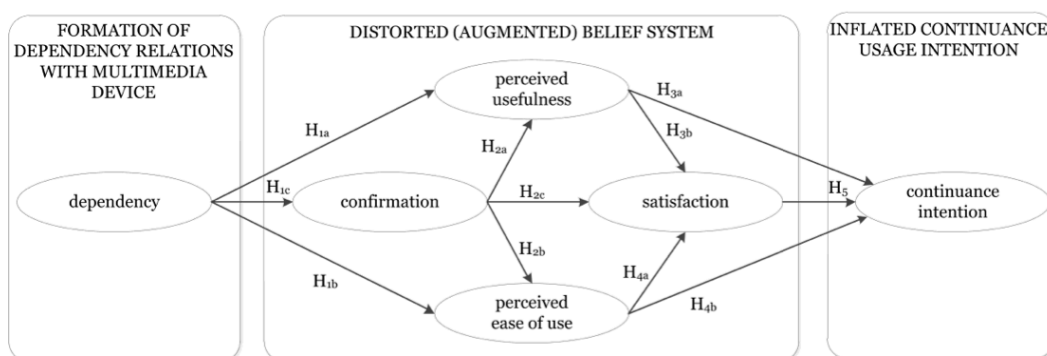 FORMATION OF
DEPENDENCY RELATIONS
WITH MULTIMEDIA
DEVICE
DISTORTED (AUGMENTED) BELIEF SYSTEM
INFLATED CONTINUANCE
USAGE INTENTION
perceived
usefulness
H3a
H1a
H3b
H2a
dependency
H1c
confirmation
H2c
satisfaction
H5
continuance
intention
H2b
H1b
H4a
H4b
perceived
ease of use